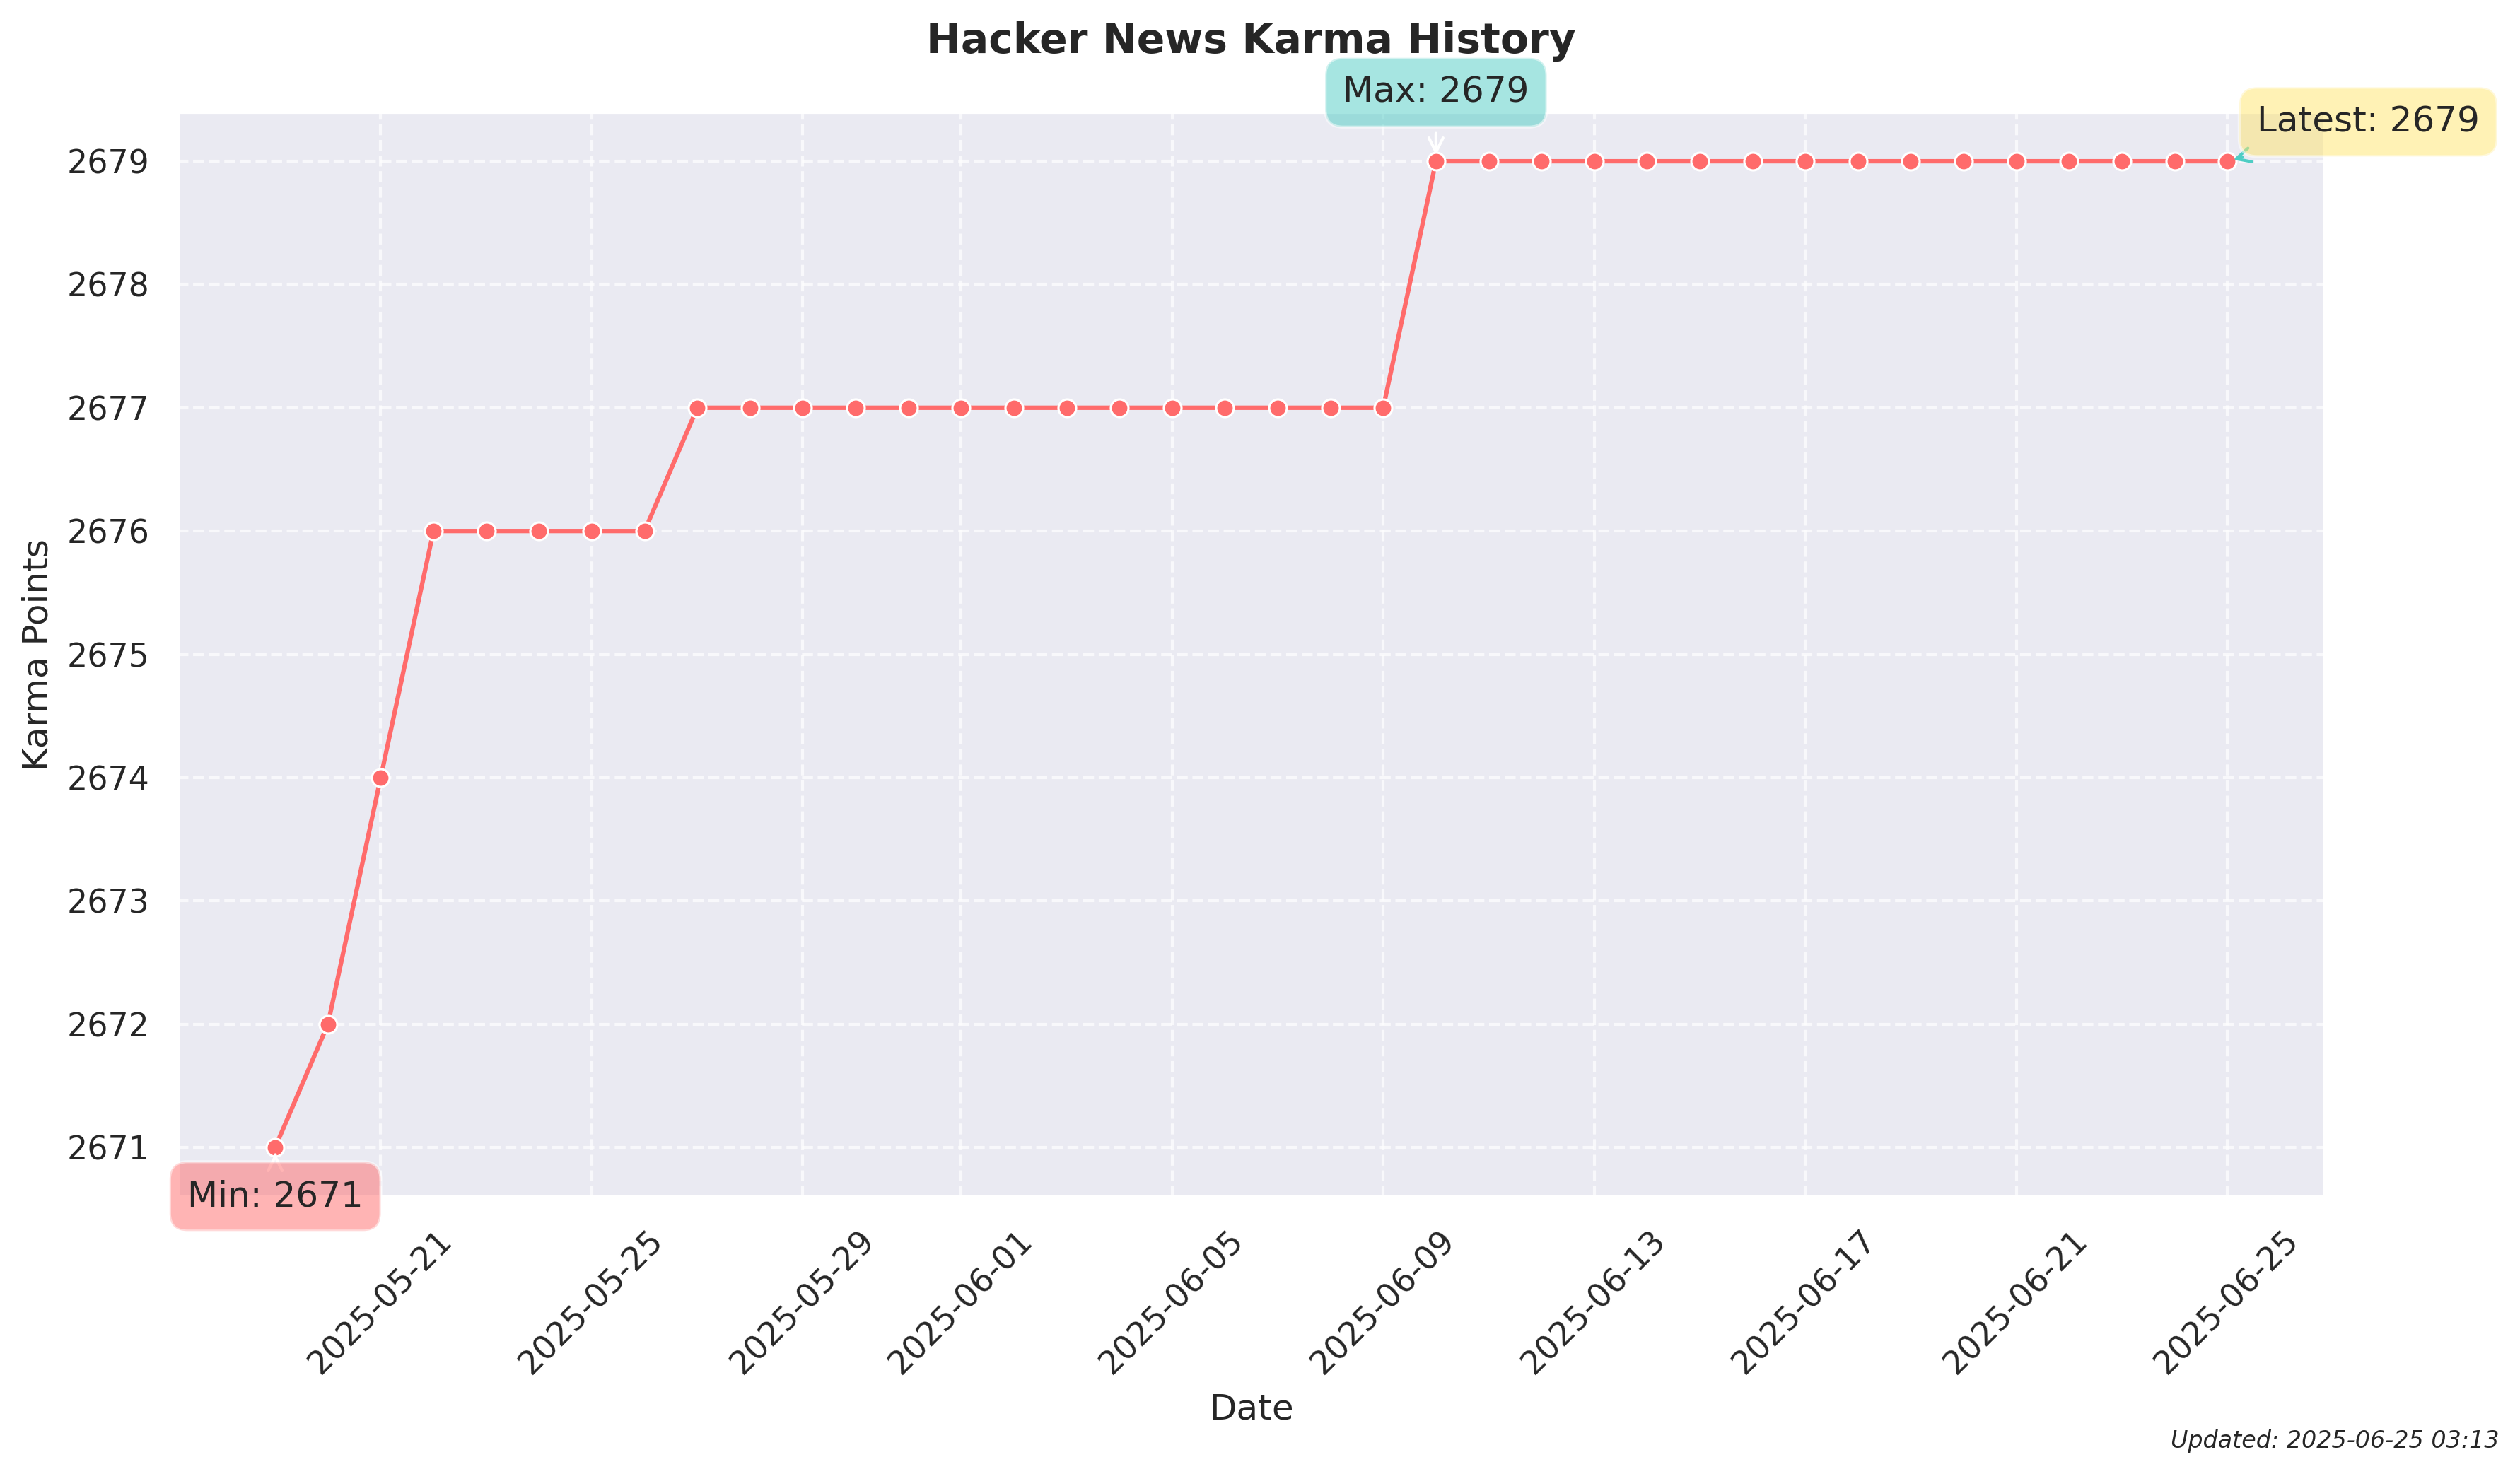 Hacker News Karma History
Max: 2679
Latest: 2679
2679
2678
2677
2676
2675
2674
2673
2672
2671
Karma Points
Min: 2671
2025-05-21
2025-05-25
2025-05-29
2025-06-01
2025-06-05
2025-06-09
2025-06-13
2025-06-17
2025-06-21
2025-06-25
Date
Updated: 2025-06-25 03:13